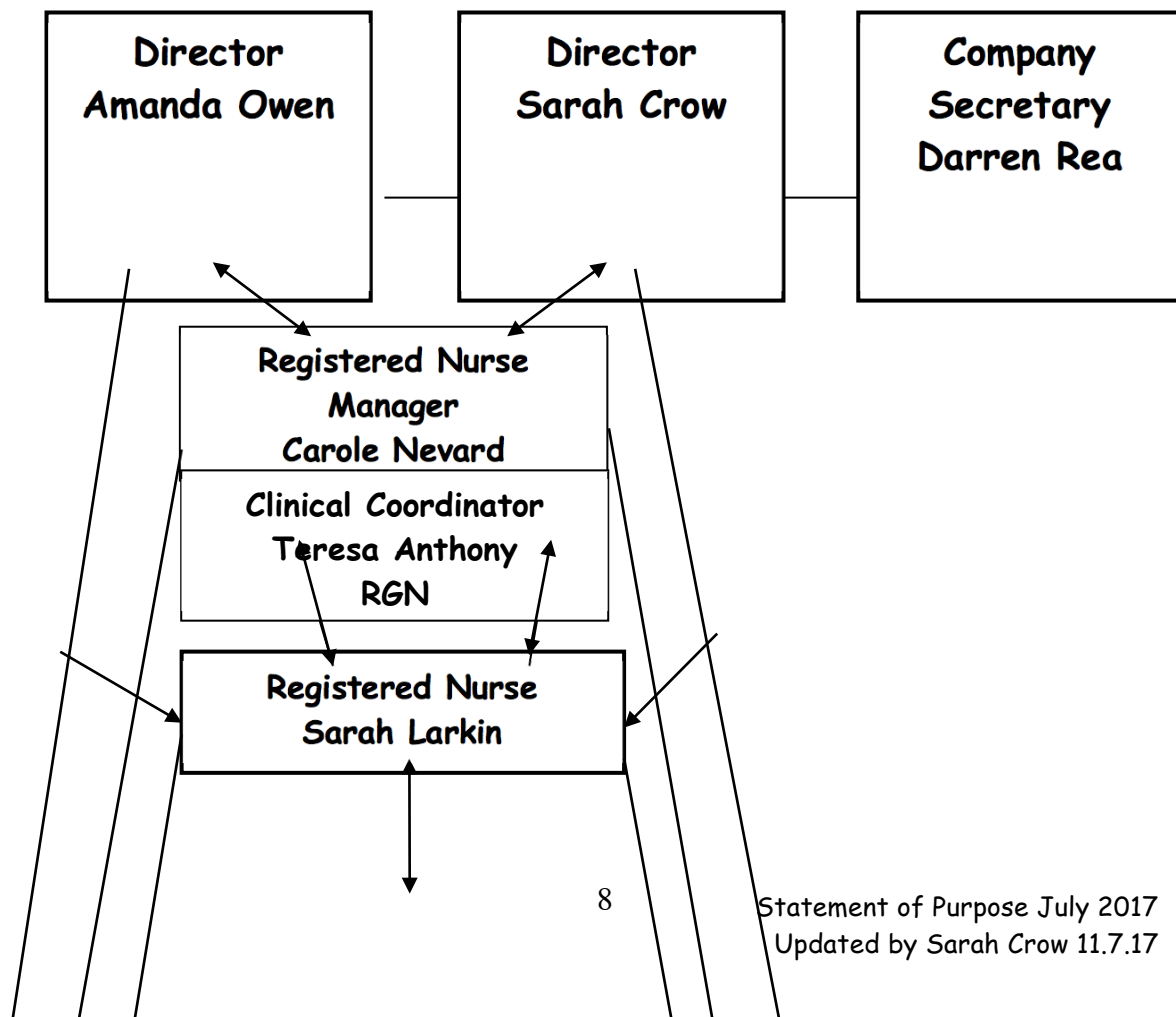 Director
Amanda Owen
Director
Sarah Crow
Company
Secretary
Darren Rea
Registered Nurse
Manager
Carole Nevard
Clinical Coordinator
Teresa Anthony
RGN
Registered Nurse
Sarah Larkin
8
Statement of Purpose July 2017
Updated by Sarah Crow 11.7.17